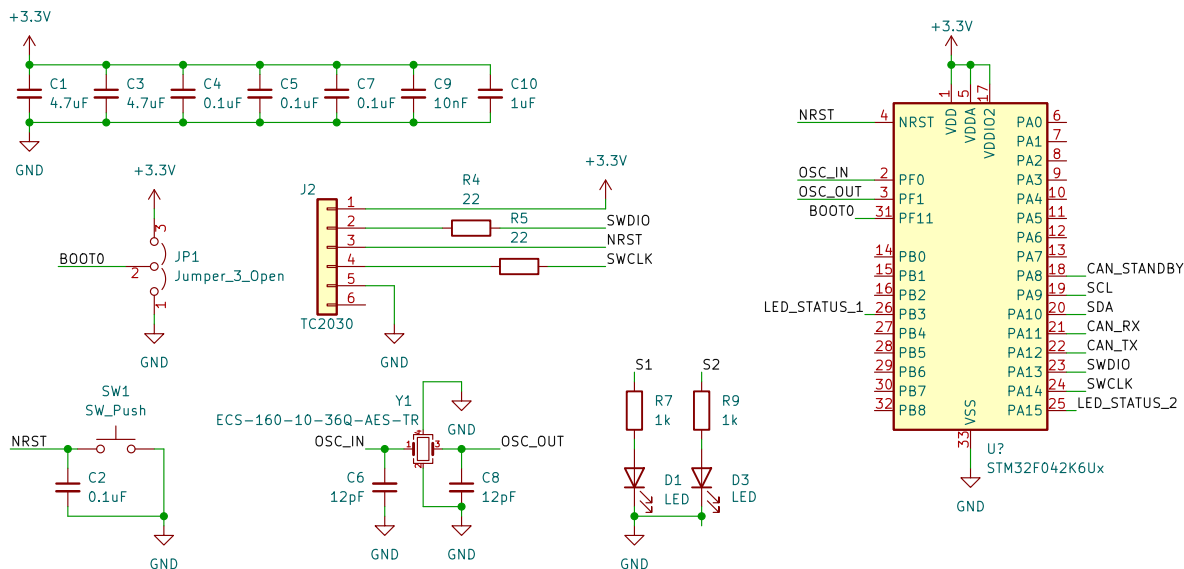 +3.3V
C1
4.7uF
C3
4.7uF
C4
0.1uF
C5
0.1uF
C7
0.1uF
C9
10nF
C10
1uF
GND
+3.3V
3
BOOT0
2
JP1
Jumper_3_Open
1
GND
J2
1
2
3
4
5
6
TC2030
R4
22
R5
22
+3.3V
SWDIO
NRST
SWCLK
GND
SW1
SW_Push
NRST
C2
0.1uF
GND
Y1
ECS-160-10-36Q-AES-TR
GND
OSC_IN
1
4
3
2
OSC_OUT
C6
12pF
C8
12pF
GND
GND
S1
S2
R7
1k
R9
1k
D1
LED
D3
LED
GND
+3.3V
1
5
17
VDD
VDDA
VDDIO2
NRST
4
NRST
OSC_IN
2
PF0
OSC_OUT
3
PF1
BOOT0
31
PF11
14
PB0
15
PB1
16
PB2
LED_STATUS_1
26
PB3
27
PB4
28
PB5
29
PB6
30
PB7
32
PB8
PA0
6
PA1
7
PA2
8
PA3
9
PA4
10
PA5
11
PA6
12
PA7
13
PA8
18
CAN_STANDBY
PA9
19
SCL
PA10
20
SDA
PA11
21
CAN_RX
PA12
22
CAN_TX
PA13
23
SWDIO
PA14
24
SWCLK
PA15
25
LED_STATUS_2
VSS
33
U?
STM32F042K6Ux
GND